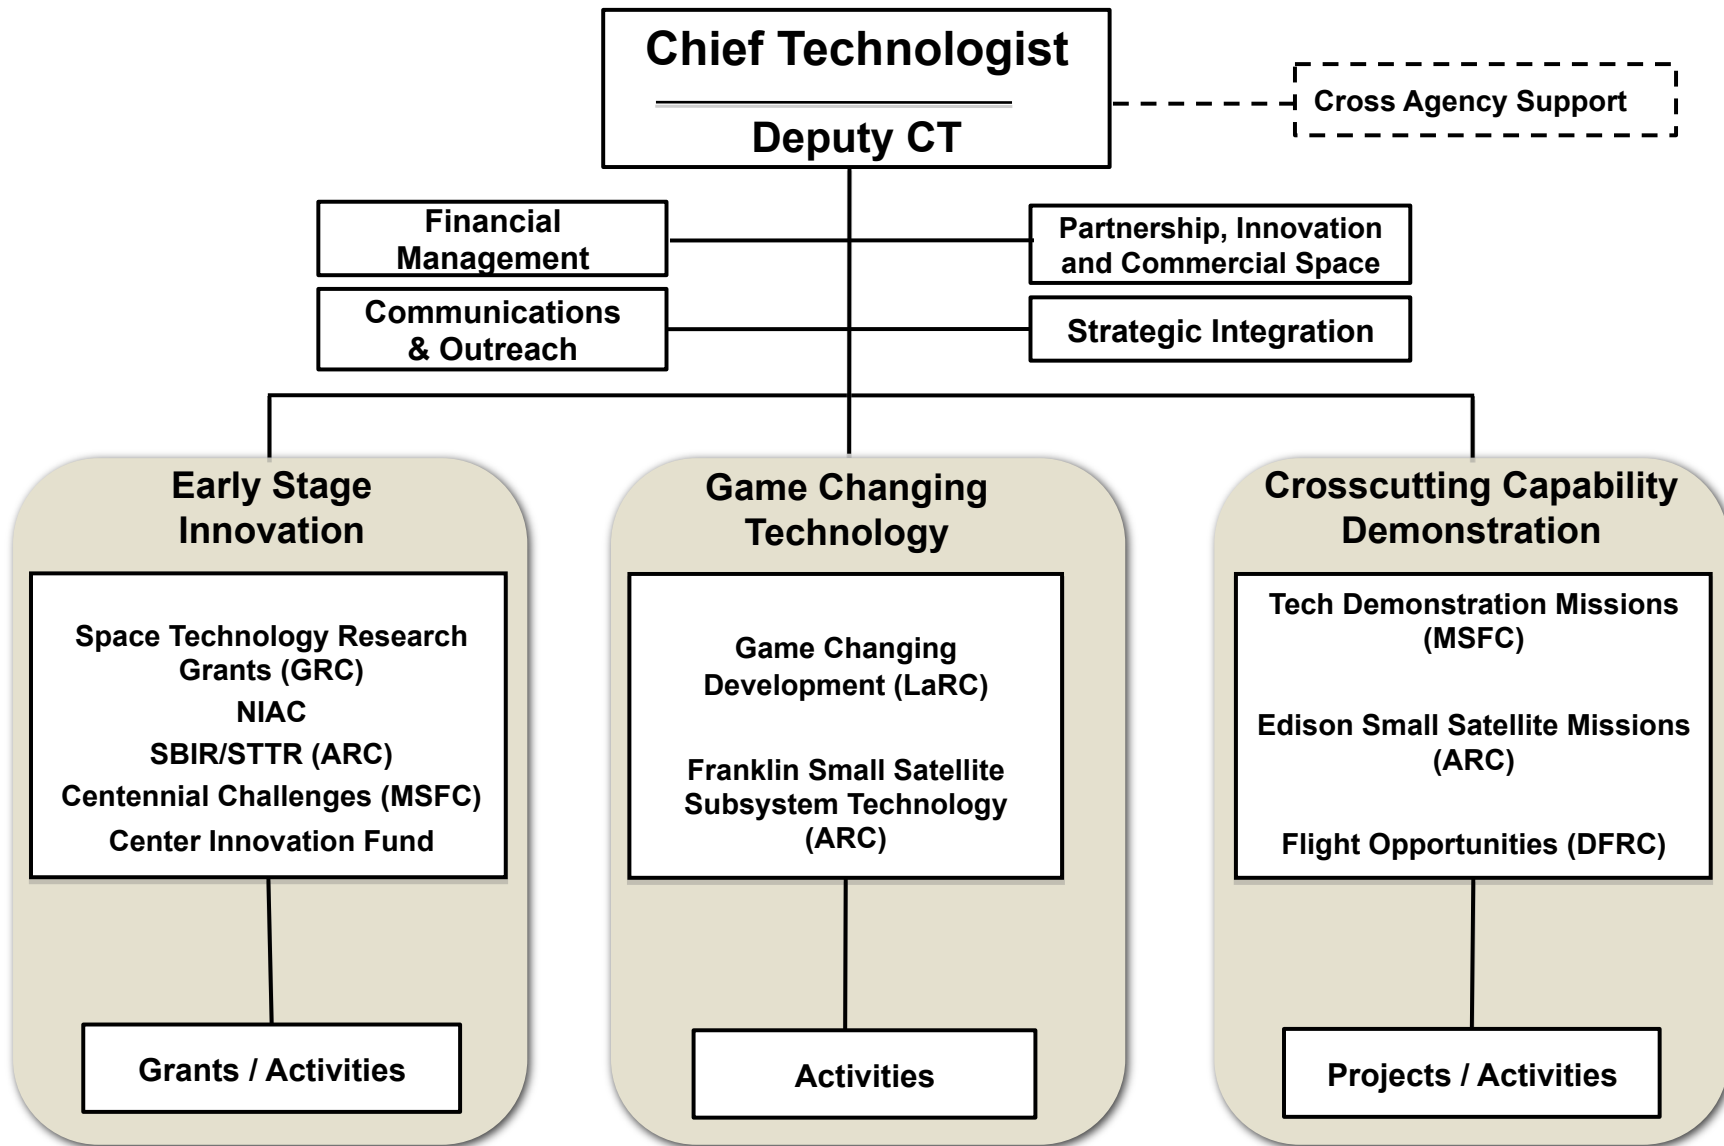 Chief Technologist
Deputy CT
Cross Agency Support
Financial
Management
Partnership, Innovation
and Commercial Space
Communications
& Outreach
Strategic Integration
Early Stage
Innovation
Space Technology Research
Grants (GRC)
NIAC
SBIR/STTR (ARC)
Centennial Challenges (MSFC)
Center Innovation Fund
Grants / Activities
Game Changing
Technology
Game Changing
Development (LaRC)
Franklin Small Satellite
Subsystem Technology
(ARC)
Activities
Crosscutting Capability
Demonstration
Tech Demonstration Missions
(MSFC)
Edison Small Satellite Missions
(ARC)
Flight Opportunities (DFRC)
Projects / Activities